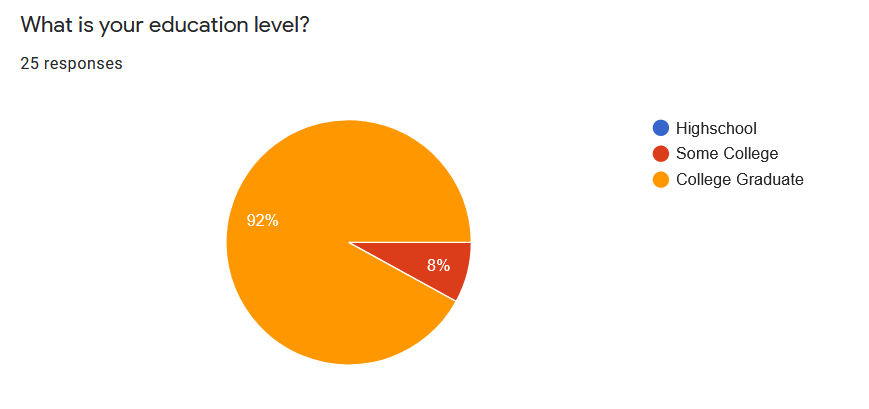 What is your education level?
25 responses
Highschool
Some College
College Graduate
92%
8%